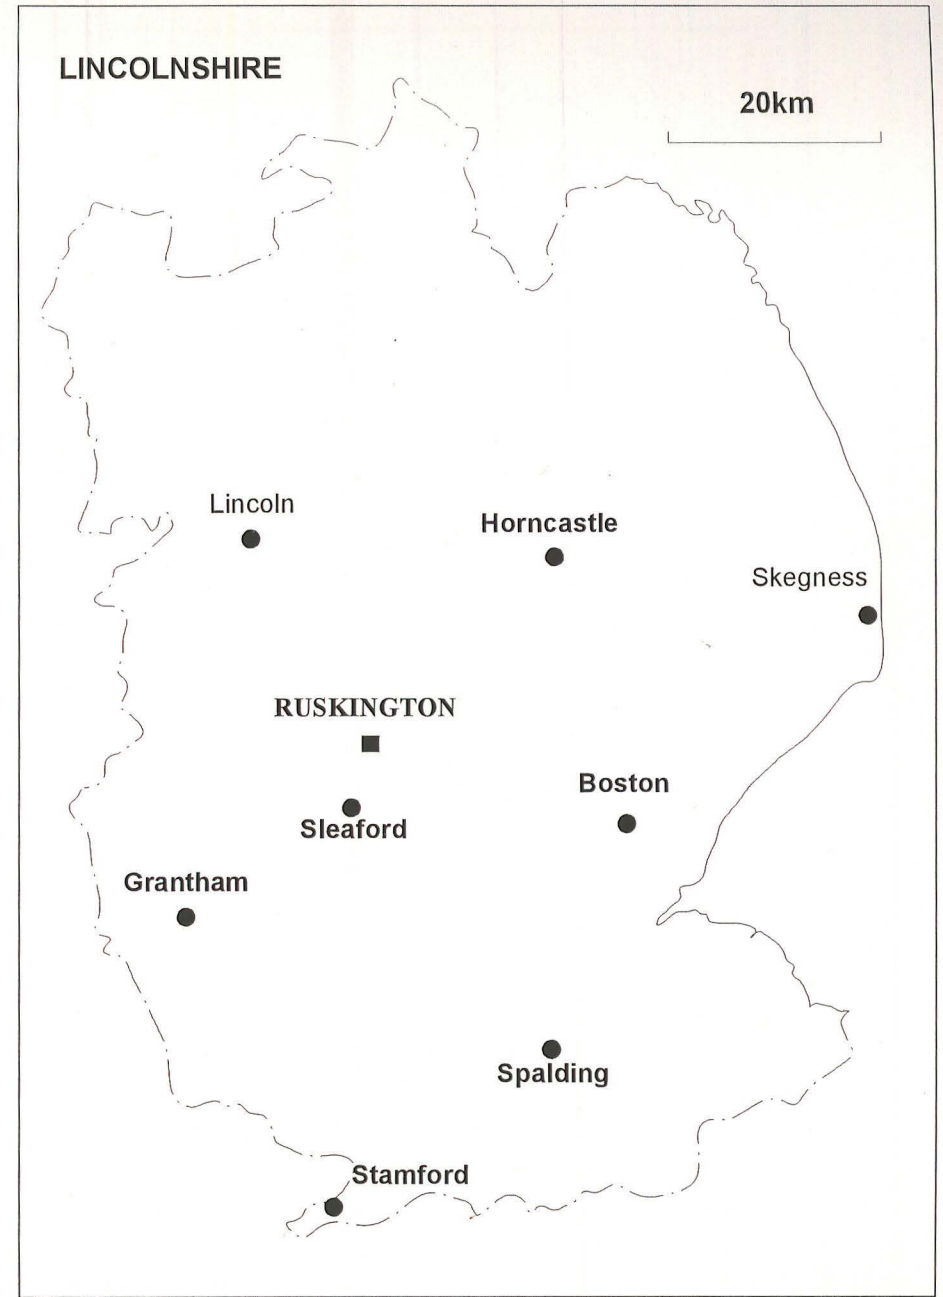 LINCOLNSHIRE
20km
Lincoln
Horncastle
Skegness
RUSKINGTON
Boston
Sleaford
Grantham
Spalding
Stamford